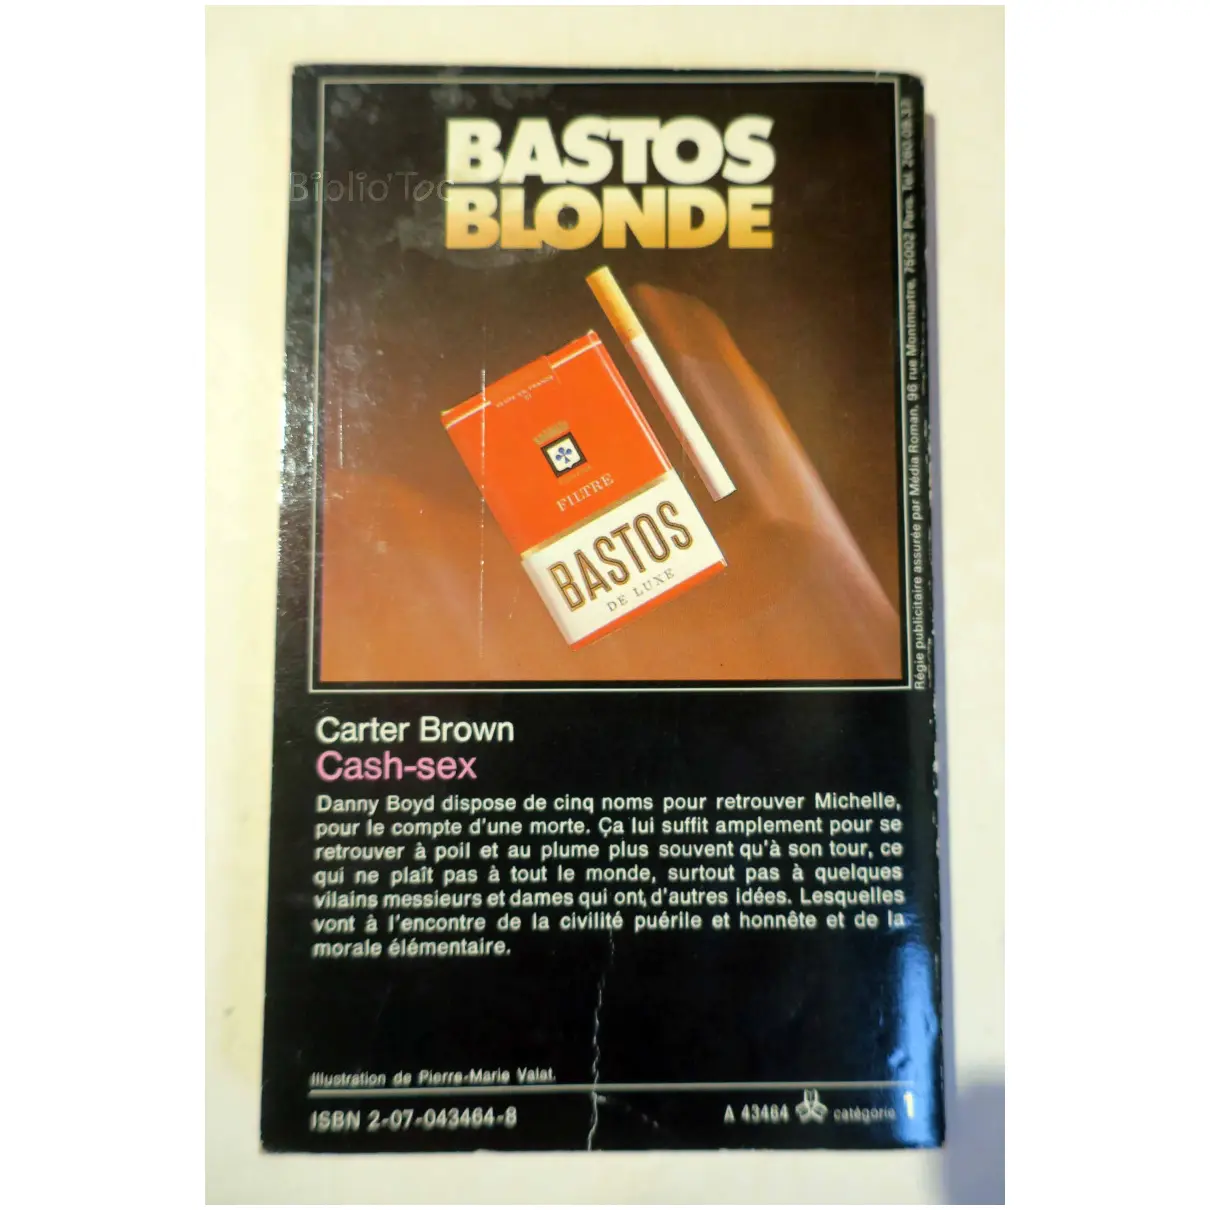 BASTOS
BLONDE
Biblio'Toc
FILTRE
BASTOS
DE LUXE
Régie publicitaire assurée par Média Roman, 96 rue Montmartre, 75002 Paris. Tél. 260.09.33
Carter Brown
Cash-sex
Danny Boyd dispose de cinq noms pour retrouver Michelle,
pour le compte d'une morte. Ça lui suffit amplement pour se
retrouver à poil et au plume plus souvent qu'à son tour, ce
qui ne plaît pas à tout le monde, surtout pas à quelques
vilains messieurs et dames qui ont d'autres idées. Lesquelles
vont à l'encontre de la civilité puérile et honnête et de la
morale élémentaire.
Illustration de Pierre-Marie Valat.
ISBN 2-07-043464-8
A 43464 catégorie 1